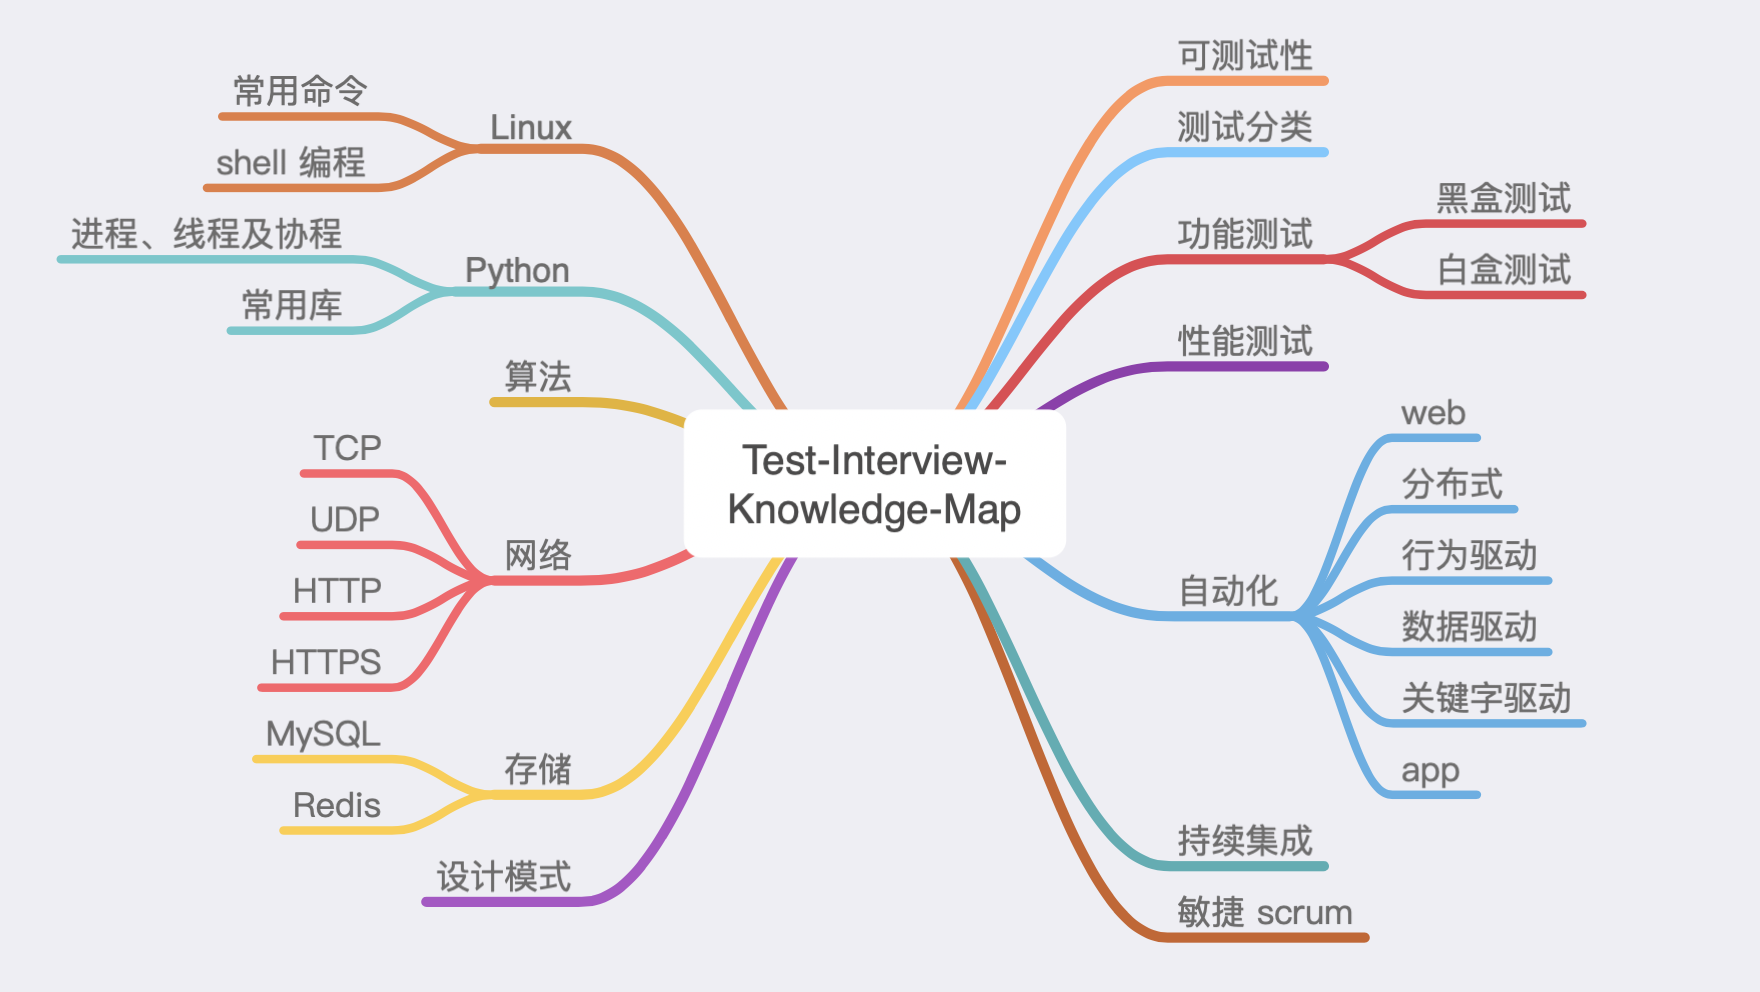 Test-Interview-
Knowledge-Map
Linux
常用命令
shell 编程
Python
进程、线程及协程
常用库
算法
网络
TCP
UDP
HTTP
HTTPS
存储
MySQL
Redis
设计模式
可测试性
测试分类
功能测试
黑盒测试
白盒测试
性能测试
自动化
web
分布式
行为驱动
数据驱动
关键字驱动
app
持续集成
敏捷 scrum